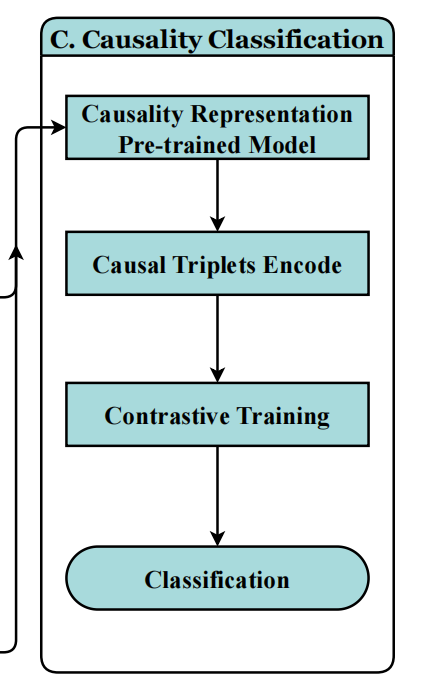 C. Causality Classification
Causality Representation
Pre-trained Model
Causal Triplets Encode
Contrastive Training
Classification